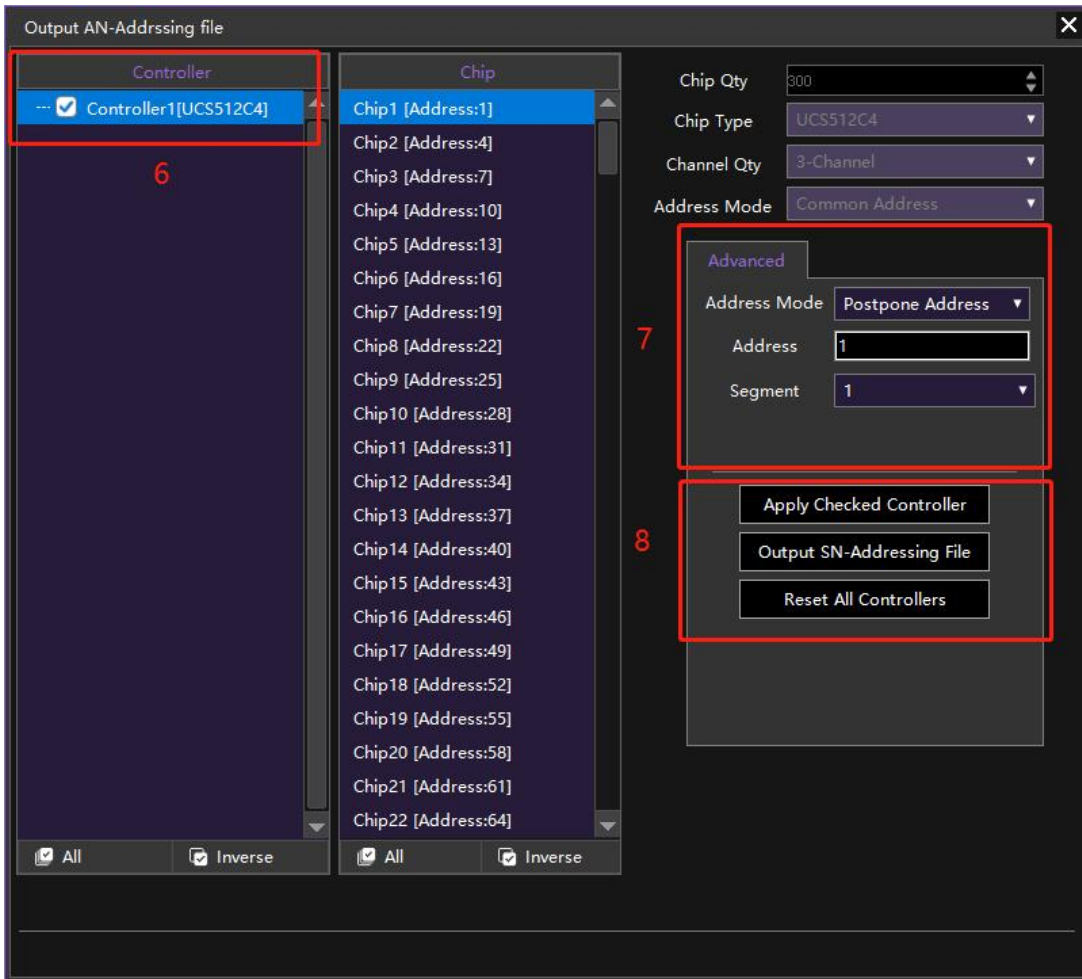 Output AN-Addrssing file
Controller
Controller1[UCS512C4]
6
All
Inverse
Chip
Chip1 [Address:1]
Chip2 [Address:4]
Chip3 [Address:7]
Chip4 [Address:10]
Chip5 [Address:13]
Chip6 [Address:16]
Chip7 [Address:19]
Chip8 [Address:22]
Chip9 [Address:25]
Chip10 [Address:28]
Chip11 [Address:31]
Chip12 [Address:34]
Chip13 [Address:37]
Chip14 [Address:40]
Chip15 [Address:43]
Chip16 [Address:46]
Chip17 [Address:49]
Chip18 [Address:52]
Chip19 [Address:55]
Chip20 [Address:58]
Chip21 [Address:61]
Chip22 [Address:64]
All
Inverse
Chip Qty 300
Chip Type UCS512C4
Channel Qty 3-Channel
Address Mode Common Address
7
Advanced
Address Mode Postpone Address
Address 1
Segment 1
8
Apply Checked Controller
Output SN-Addressing File
Reset All Controllers